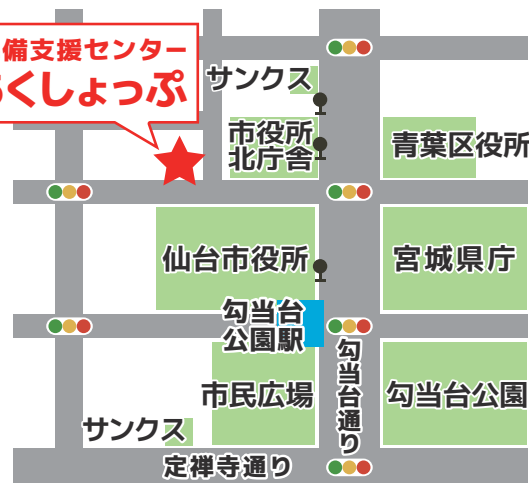 備支援センター
くしょっぷ
サンクス
市役所
北庁舎
青葉区役所
仙台市役所
宮城県庁
勾当台
公園駅
勾当台通り
市民広場
勾当台公園
サンクス
定禅寺通り